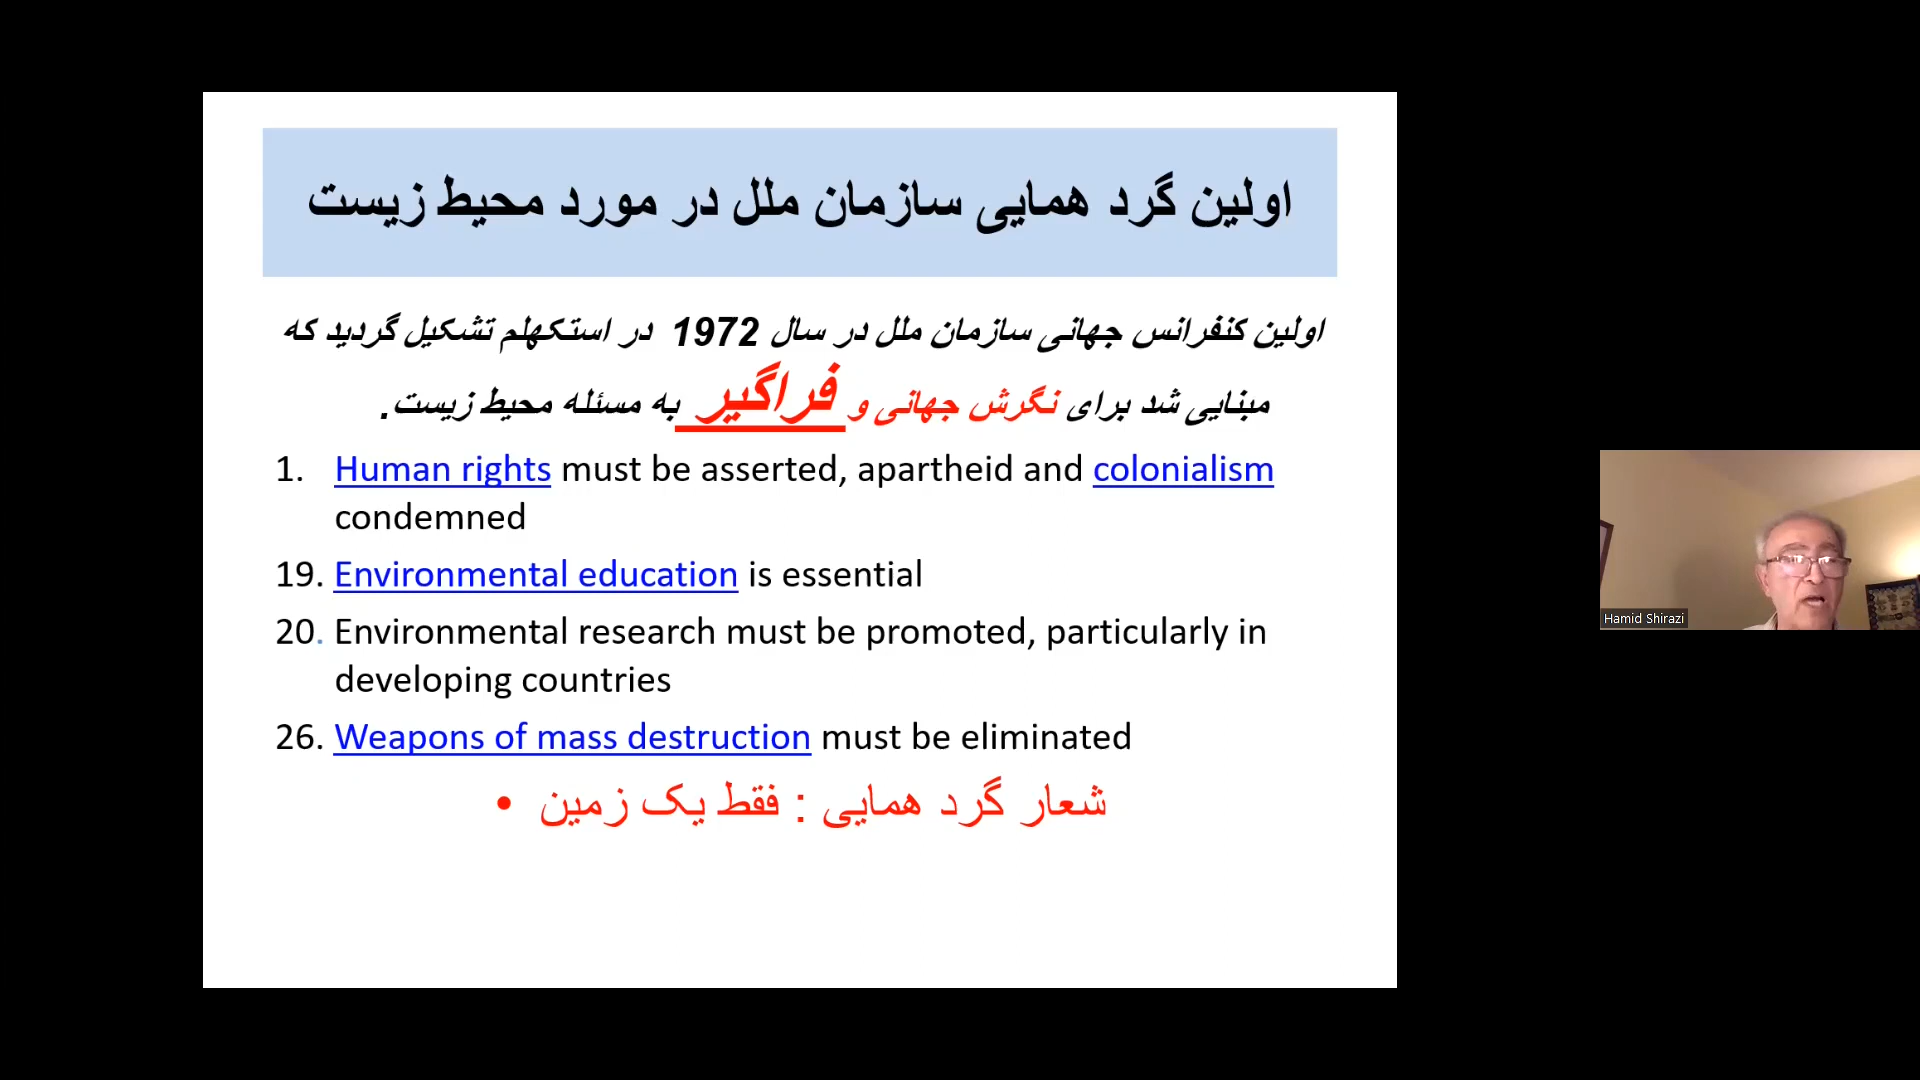 اولین گرد همایی سازمان ملل در مورد محیط زیست
اولین کنفرانس جهانی سازمان ملل در سال 1972 در استکهلم تشکیل گردید که
مبنایی شد برای نگرش جهانی و فراگیر به مسئله محیط زیست.
1. Human rights must be asserted, apartheid and colonialism
condemned
19. Environmental education is essential
20. Environmental research must be promoted, particularly in
developing countries
26. Weapons of mass destruction must be eliminated
• شعار گرد همایی : فقط یک زمین
Hamid Shirazi